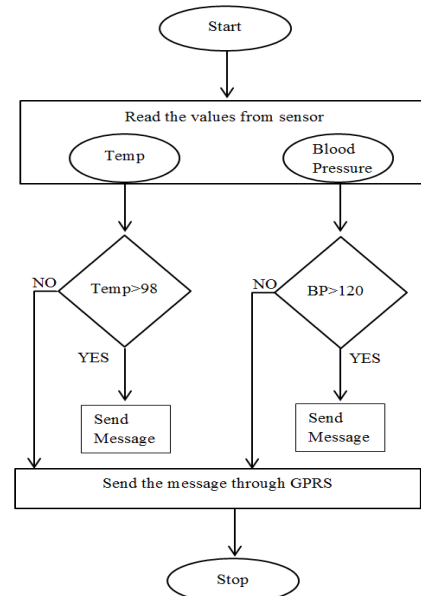 Start
Read the values from sensor
Temp
Blood
Pressure
NO
Temp>98
NO
BP>120
YES
YES
Send
Message
Send
Message
Send the message through GPRS
Stop